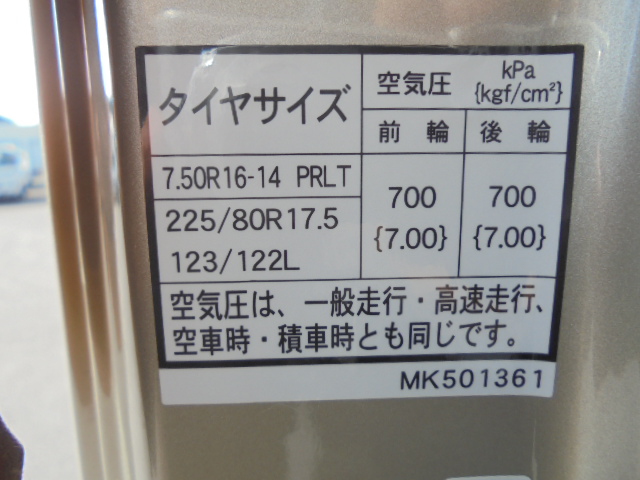 タイヤサイズ
空気圧 kPa
{kgf/cm²}
前輪 後輪
7.50R16-14 PRLT
225/80R17.5
123/122L
700 700
{7.00} {7.00}
空気圧は、一般走行・高速走行、
空車時・積車時とも同じです。
MK501361